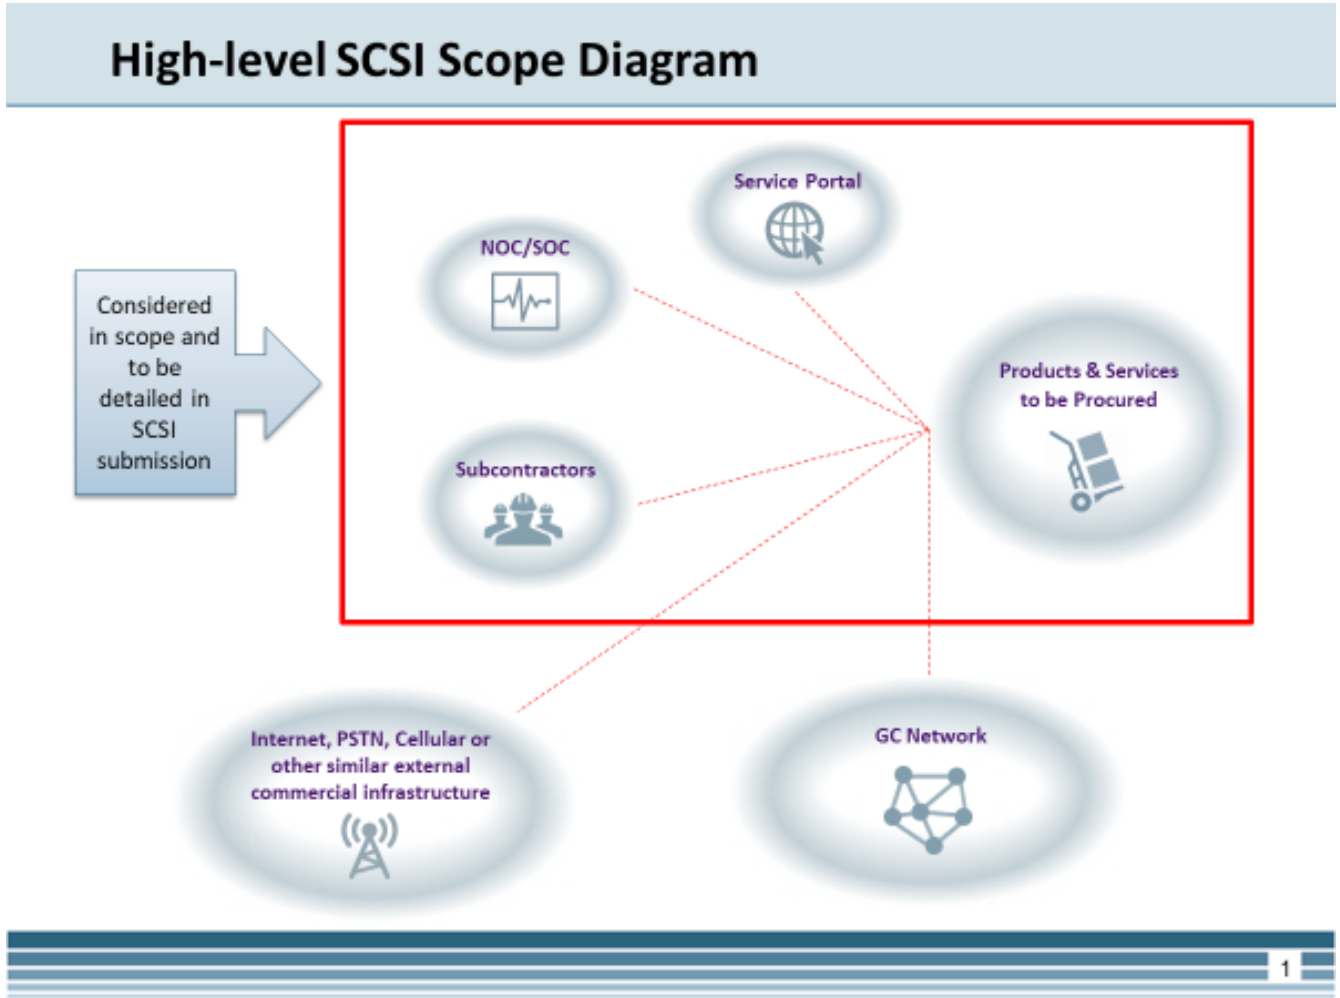 High-level SCSI Scope Diagram
Service Portal
NOC/SOC
Considered
in scope and
to be
detailed in
SCSI
submission
Products & Services
to be Procured
Subcontractors
Internet, PSTN, Cellular or
other similar external
commercial infrastructure
GC Network
1